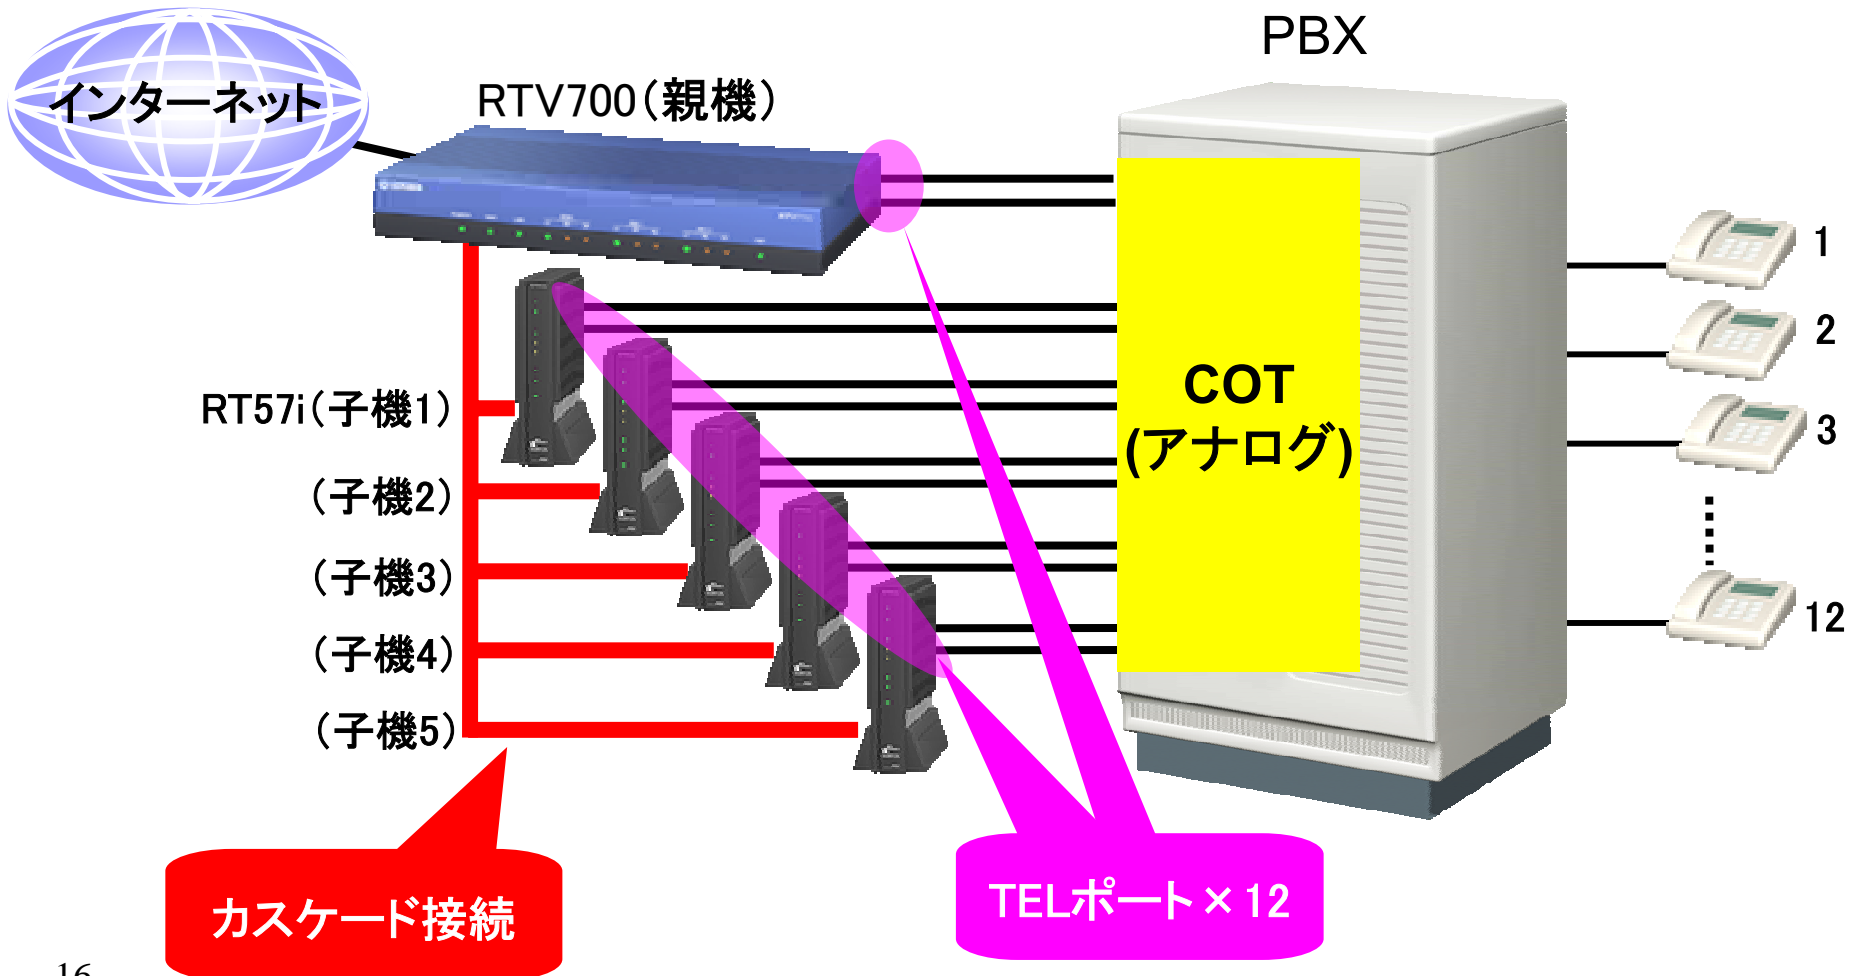 PBX
インターネット
RTV700（親機）
1
2
COT
(アナログ)
3
RT57i（子機1）
（子機2）
（子機3）
（子機4）
（子機5）
12
カスケード接続
TELポート×12
16